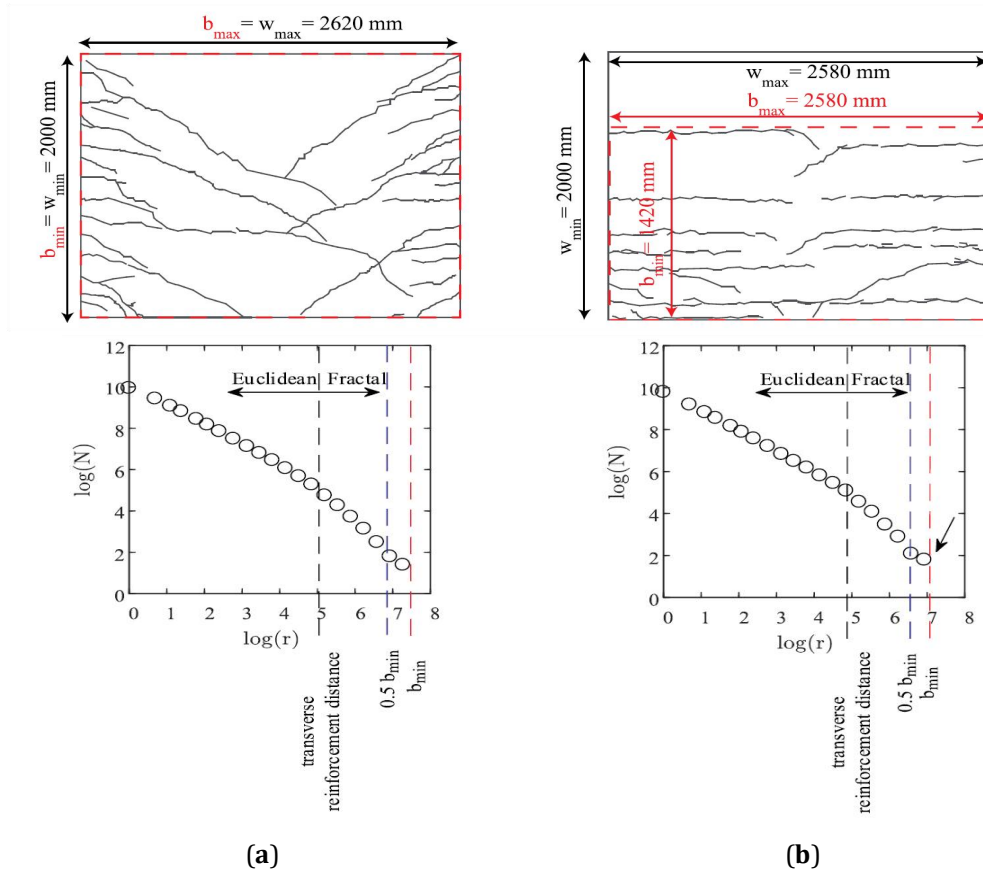 b_max = w_max = 2620 mm
b_min = w_min = 2000 mm
w_max = 2580 mm
b_max = 2580 mm
w_min = 2000 mm
b_min = 1420 mm
12
10
8
6
4
2
0
log(N)
Euclidean Fractal
0 1 2 3 4 5 6 7 8
log(r)
transverse
reinforcement distance
0.5 b_min
b_min
12
10
8
6
4
2
0
log(N)
Euclidean Fractal
0 1 2 3 4 5 6 7 8
log(r)
transverse
reinforcement distance
0.5 b_min
b_min
(a)
(b)